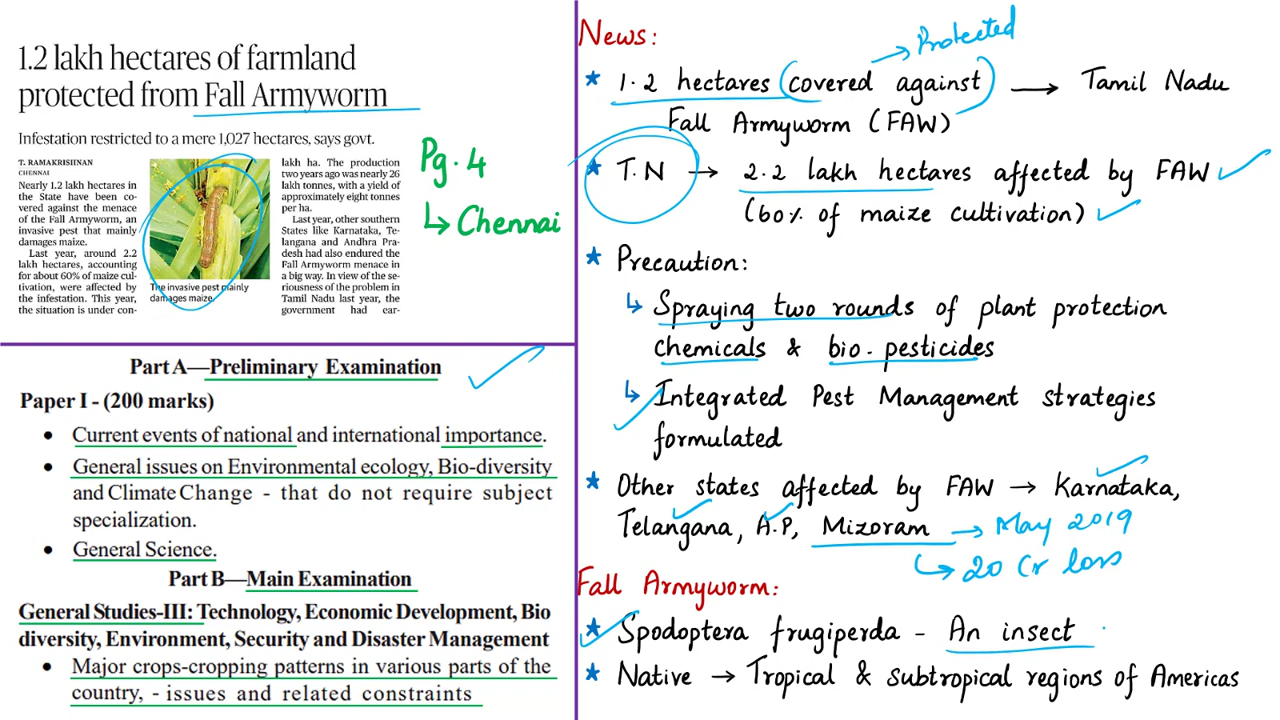 1.2 lakh hectares of farmland
protected from Fall Armyworm
Infestation restricted to a mere 1,027 hectares, says govt.
T. RAMAKRISHNAN
CHENNAI
Nearly 1.2 lakh hectares in
the State have been co-
vered against the menace
of the Fall Armyworm, an
invasive pest that mainly
damages maize.
Last year, around 2.2
lakh hectares, accounting
for about 60% of maize cul-
tivation, were affected by
the infestation. This year,
the situation is under con-
The invasive pest mainly
damages maize.
lakh ha. The production
two years ago was nearly 26
lakh tonnes, with a yield of
approximately eight tonnes
per ha.
Last year, other southern
States like Karnataka, Te-
langana and Andhra Pra-
desh had also endured the
Fall Armyworm menace in
a big way. In view of the se-
riousness of the problem in
Tamil Nadu last year, the
government had ear-
Pg. 4
↳ Chennai
Part A—Preliminary Examination
Paper I - (200 marks)
• Current events of national and international importance.
• General issues on Environmental ecology, Bio-diversity
and Climate Change - that do not require subject
specialization.
• General Science.
Part B—Main Examination
General Studies-III: Technology, Economic Development, Bio
diversity, Environment, Security and Disaster Management
• Major crops-cropping patterns in various parts of the
country, - issues and related constraints
News:
→ Protected
* 1.2 hectares (covered against) → Tamil Nadu
Fall Armyworm (FAW)
* T.N → 2.2 lakh hectares affected by FAW
(60% of maize cultivation)
* Precaution:
↳ Spraying two rounds of plant protection
chemicals & bio-pesticides
↳ Integrated Pest Management strategies
formulated
* Other states affected by FAW → Karnataka,
Telangana, A.P, Mizoram → May 2019
↳ 20 Cr loss
Fall Armyworm:
* Spodoptera frugiperda - An insect
* Native → Tropical & subtropical regions of Americas